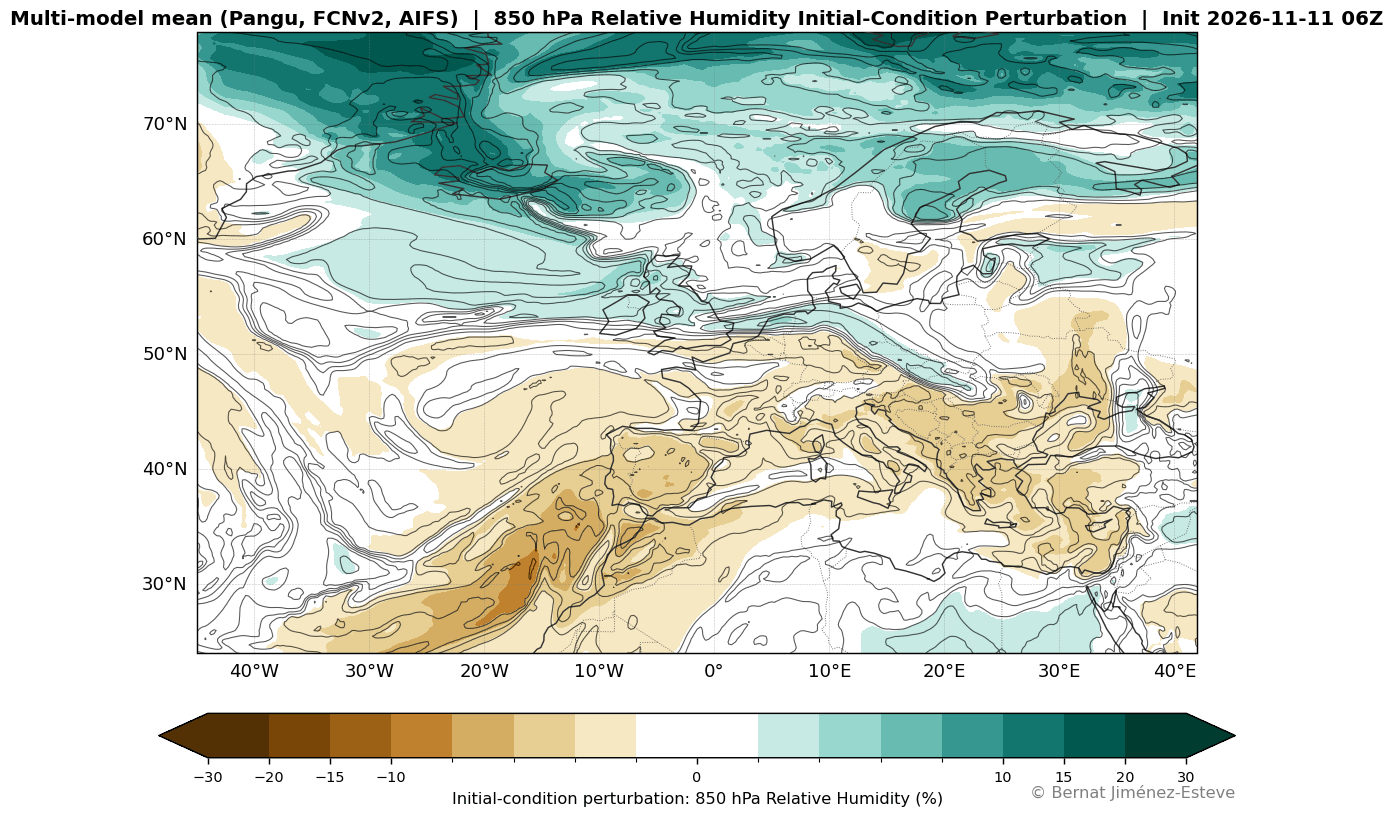 Multi-model mean (Pangu, FCNv2, AIFS)  |  850 hPa Relative Humidity Initial-Condition Perturbation  |  Init 2026-11-11 06Z
70°N
60°N
50°N
40°N
30°N
40°W 30°W 20°W 10°W 0° 10°E 20°E 30°E 40°E
−30 −20 −15 −10 0 10 15 20 30
Initial-condition perturbation: 850 hPa Relative Humidity (%)
© Bernat Jiménez-Esteve